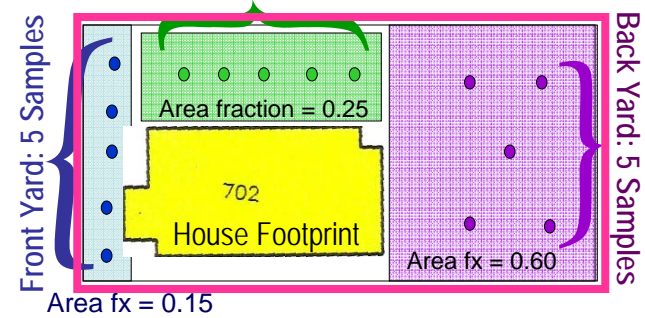 Front Yard: 5 Samples
Area fraction = 0.25
702
House Footprint
Area fx = 0.60
Back Yard: 5 Samples
Area fx = 0.15